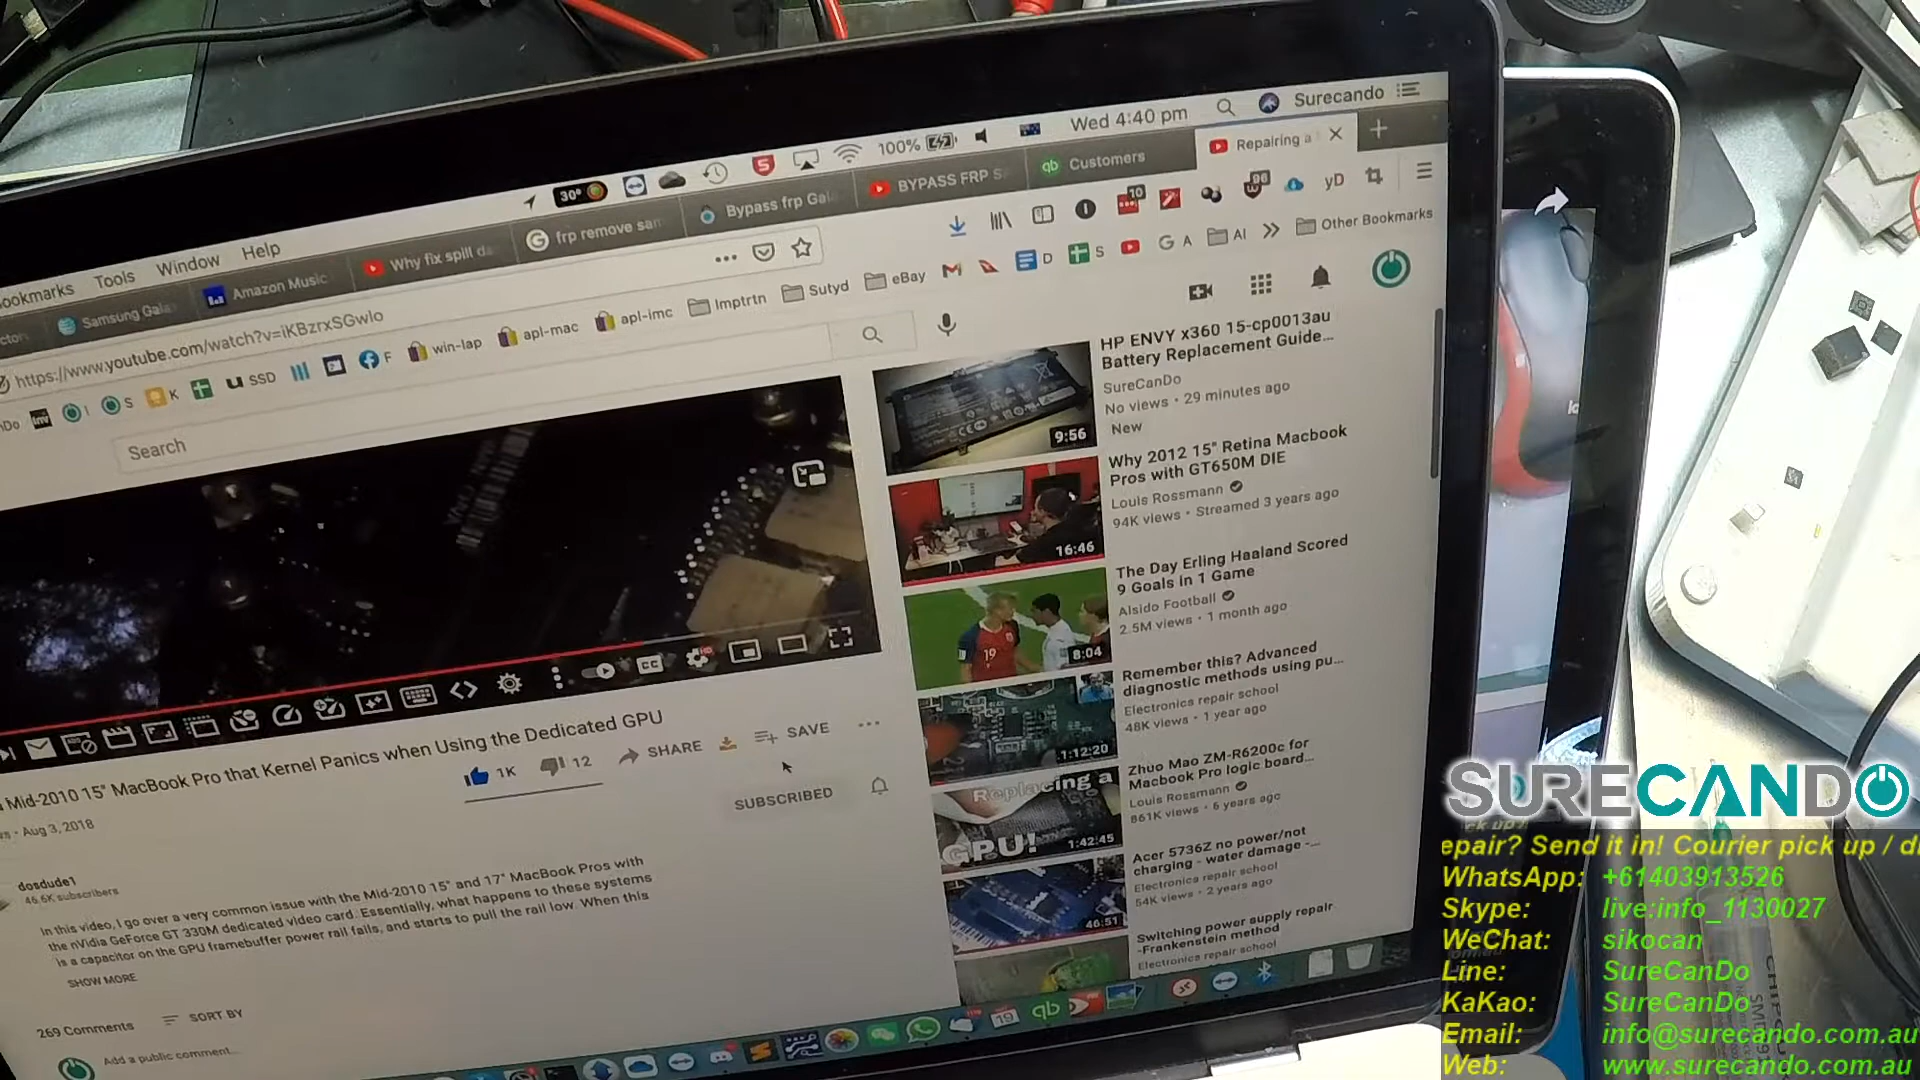 Wed 4:40 pm
Surecando
100%
30°
Help
Window
Tools
ookmarks
Samsung Gala
Amazon Music
Why fix spill da
frp remove sam
Bypass frp Gala
BYPASS FRP S
Customers
Repairing a
https://www.youtube.com/watch?v=iKBzrxSGwIo
10
96
yD
SSD
F
win-lap
apl-mac
apl-imc
Imptrtn
Sutyd
eBay
D
S
G A
AI
Other Bookmarks
Search
HP ENVY x360 15-cp0013au
Battery Replacement Guide...
SureCanDo
No views • 29 minutes ago
New
9:56
Why 2012 15" Retina Macbook
Pros with GT650M DIE
Louis Rossmann
94K views • Streamed 3 years ago
16:46
The Day Erling Haaland Scored
9 Goals in 1 Game
Alsido Football
2.5M views • 1 month ago
8:04
Remember this? Advanced
diagnostic methods using pu...
Electronics repair school
48K views • 1 year ago
1:12:20
Zhuo Mao ZM-R6200c for
Macbook Pro logic board...
Louis Rossmann
861K views • 6 years ago
Replacing a
GPU!
1:42:45
Acer 5736Z no power/not
charging - water damage -...
Electronics repair school
54K views • 2 years ago
46:51
Switching power supply repair
-Frankenstein method
Electronics repair school
CC
Mid-2010 15" MacBook Pro that Kernel Panics when Using the Dedicated GPU
Aug 3, 2018
1K
12
SHARE
SAVE
SUBSCRIBED
dosdude1
46.6K subscribers
In this video, I go over a very common issue with the Mid-2010 15" and 17" MacBook Pros with
the nVidia GeForce GT 330M dedicated video card. Essentially, what happens to these systems
is a capacitor on the GPU framebuffer power rail fails, and starts to pull the rail low. When this
SHOW MORE
269 Comments
SORT BY
Add a public comment...
SURECANDO
epair? Send it in! Courier pick up / d
WhatsApp: +61403913526
Skype: live:info_1130027
WeChat: sikocan
Line: SureCanDo
KaKao: SureCanDo
Email: info@surecando.com.au
Web: www.surecando.com.au